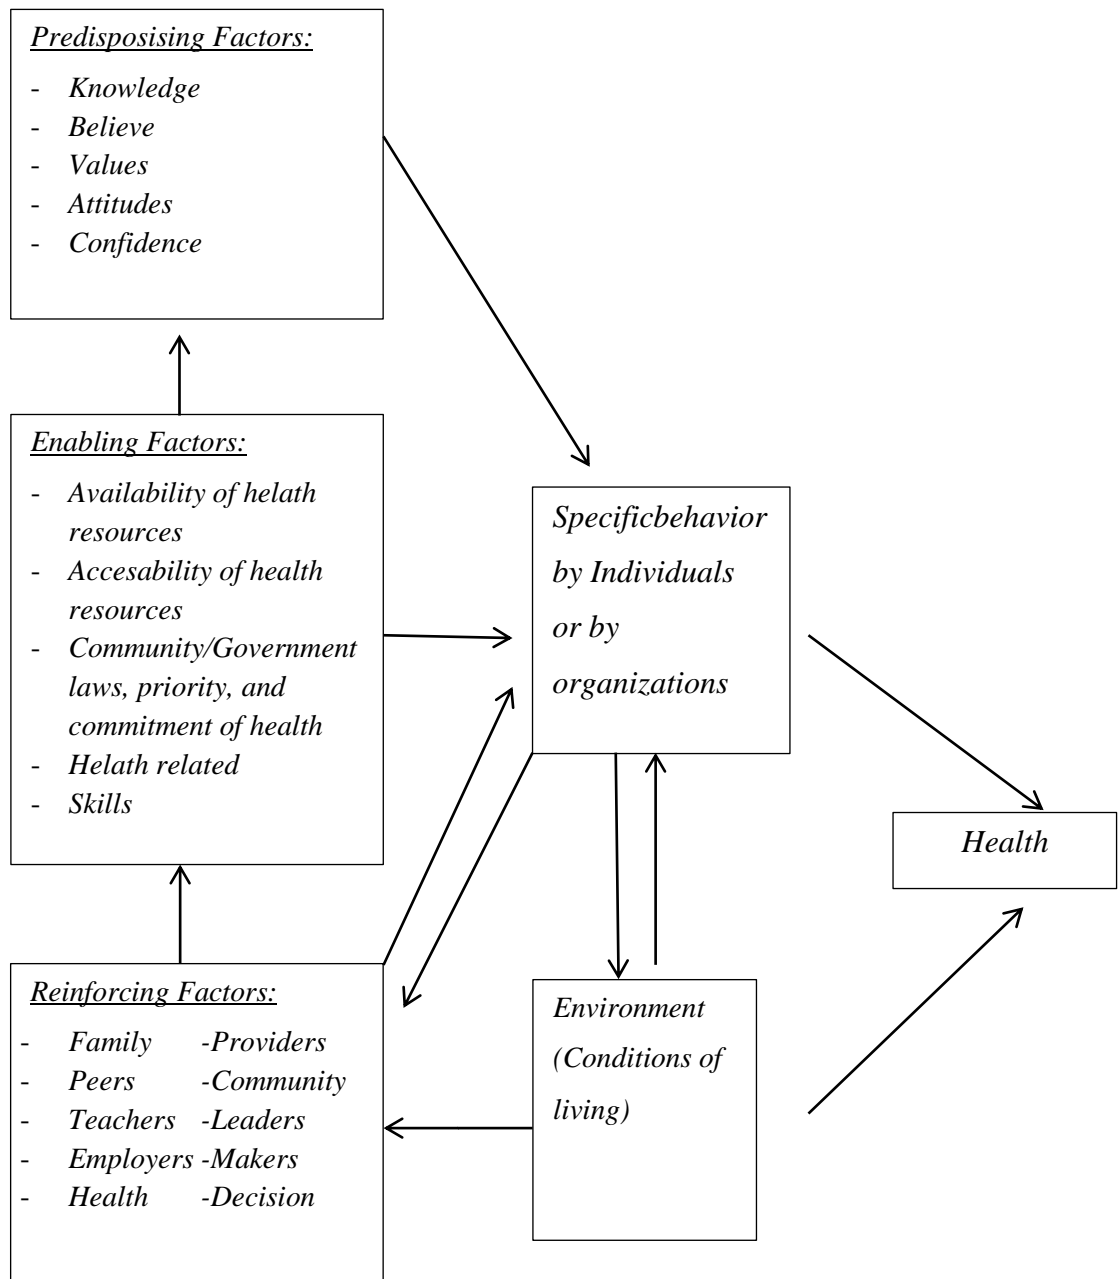 Predisposising Factors:
- Knowledge
- Believe
- Values
- Attitudes
- Confidence
Enabling Factors:
- Availability of helath
resources
- Accesability of health
resources
- Community/Government
laws, priority, and
commitment of health
- Helath related
- Skills
Specificbehavior
by Individuals
or by
organizations
Health
Reinforcing Factors:
- Family -Providers
- Peers -Community
- Teachers -Leaders
- Employers -Makers
- Health -Decision
Environment
(Conditions of
living)